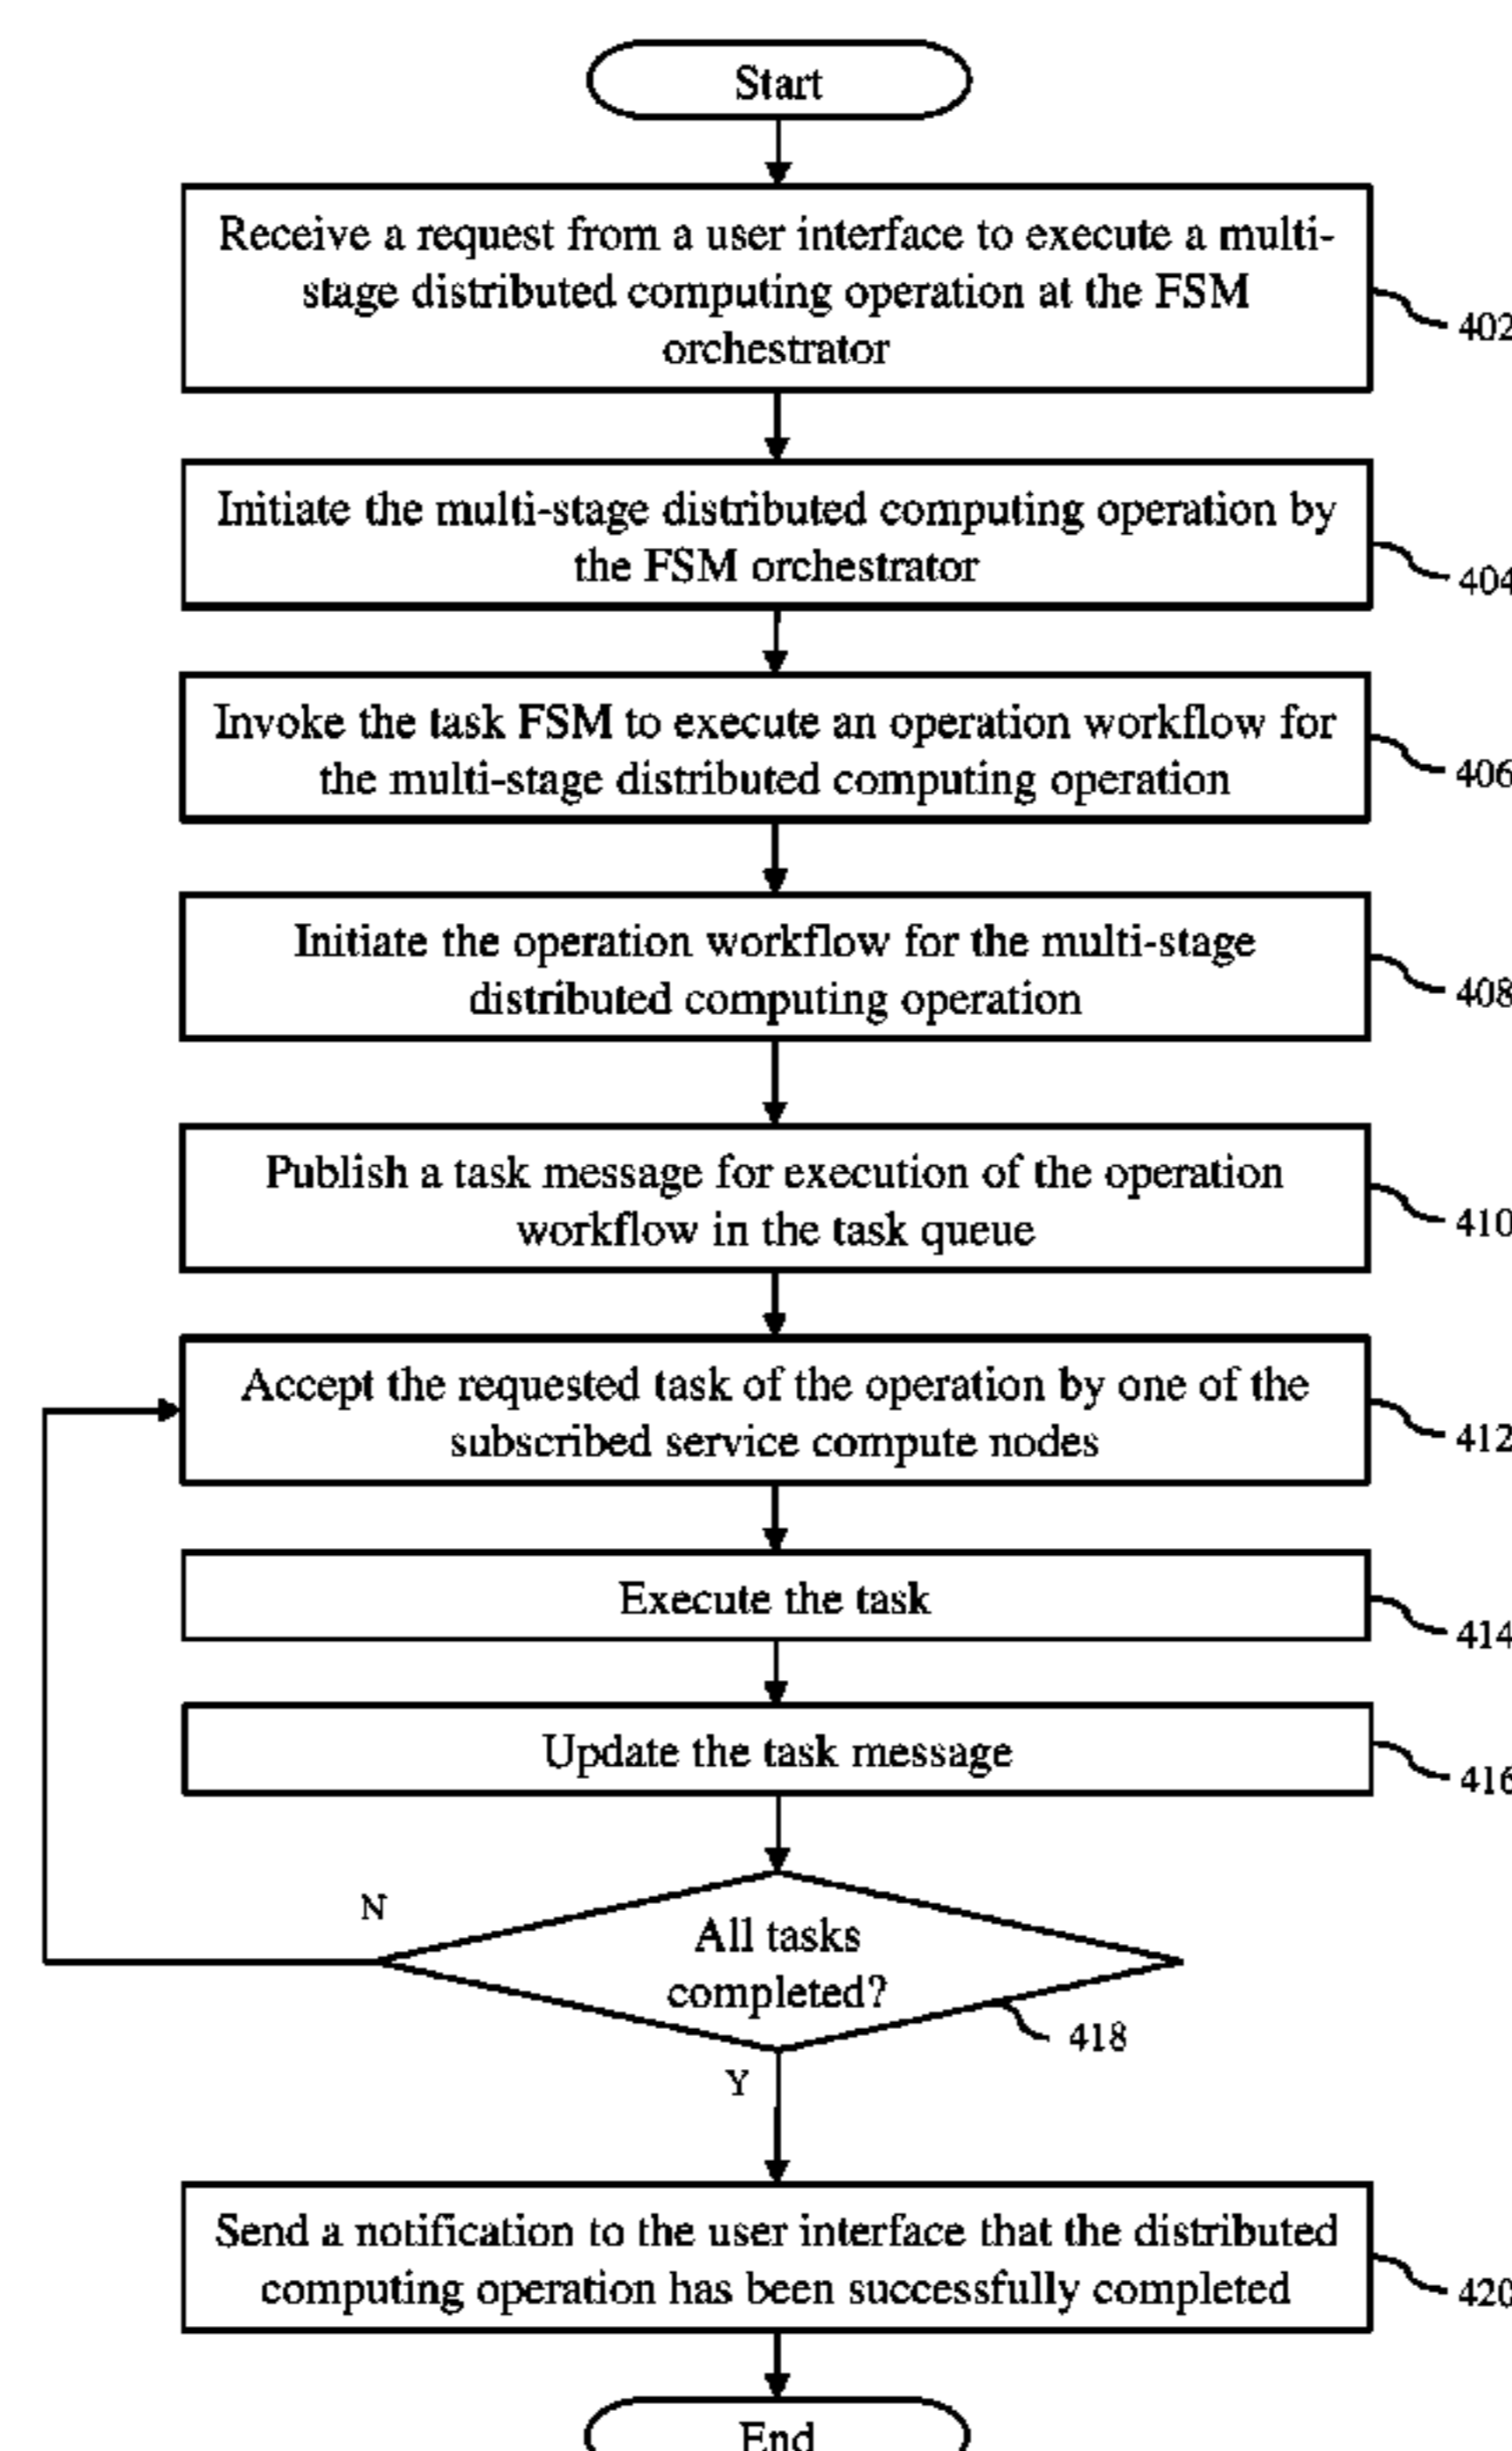 Start
Receive a request from a user interface to execute a multi-
stage distributed computing operation at the FSM
orchestrator
402
Initiate the multi-stage distributed computing operation by
the FSM orchestrator
404
Invoke the task FSM to execute an operation workflow for
the multi-stage distributed computing operation
406
Initiate the operation workflow for the multi-stage
distributed computing operation
408
Publish a task message for execution of the operation
workflow in the task queue
410
Accept the requested task of the operation by one of the
subscribed service compute nodes
412
Execute the task
414
Update the task message
416
N
All tasks
completed?
418
Y
Send a notification to the user interface that the distributed
computing operation has been successfully completed
420
End